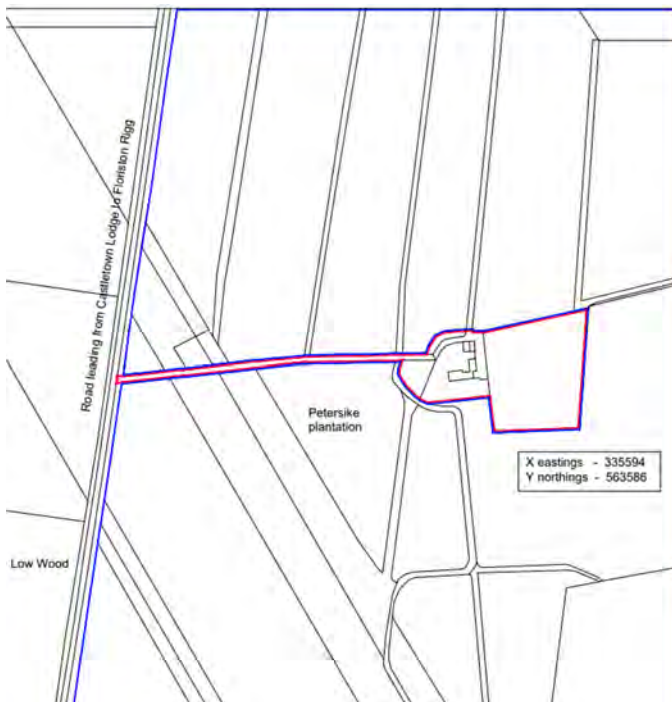 Road leading from Castletown Lodge to Floriston Rigg
Petersike
plantation
X eastings - 335594
Y northings - 563586
Low Wood